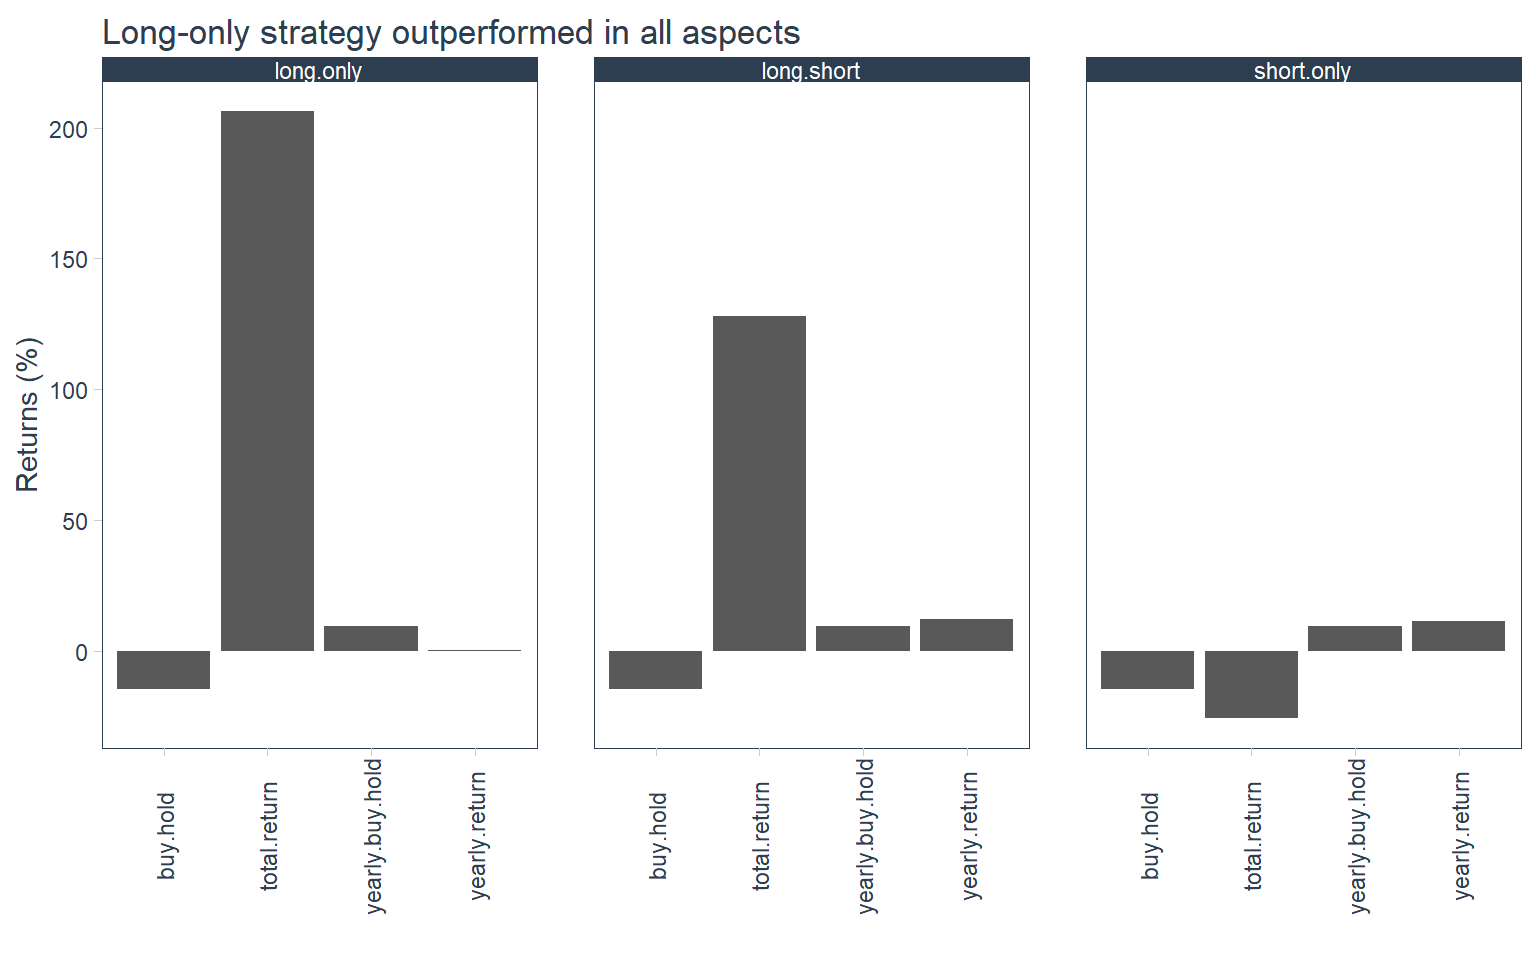 Long-only strategy outperformed in all aspects
long.only
long.short
short.only
Returns (%)
200
150
100
50
0
buy.hold
total.return
yearly.buy.hold
yearly.return
buy.hold
total.return
yearly.buy.hold
yearly.return
buy.hold
total.return
yearly.buy.hold
yearly.return